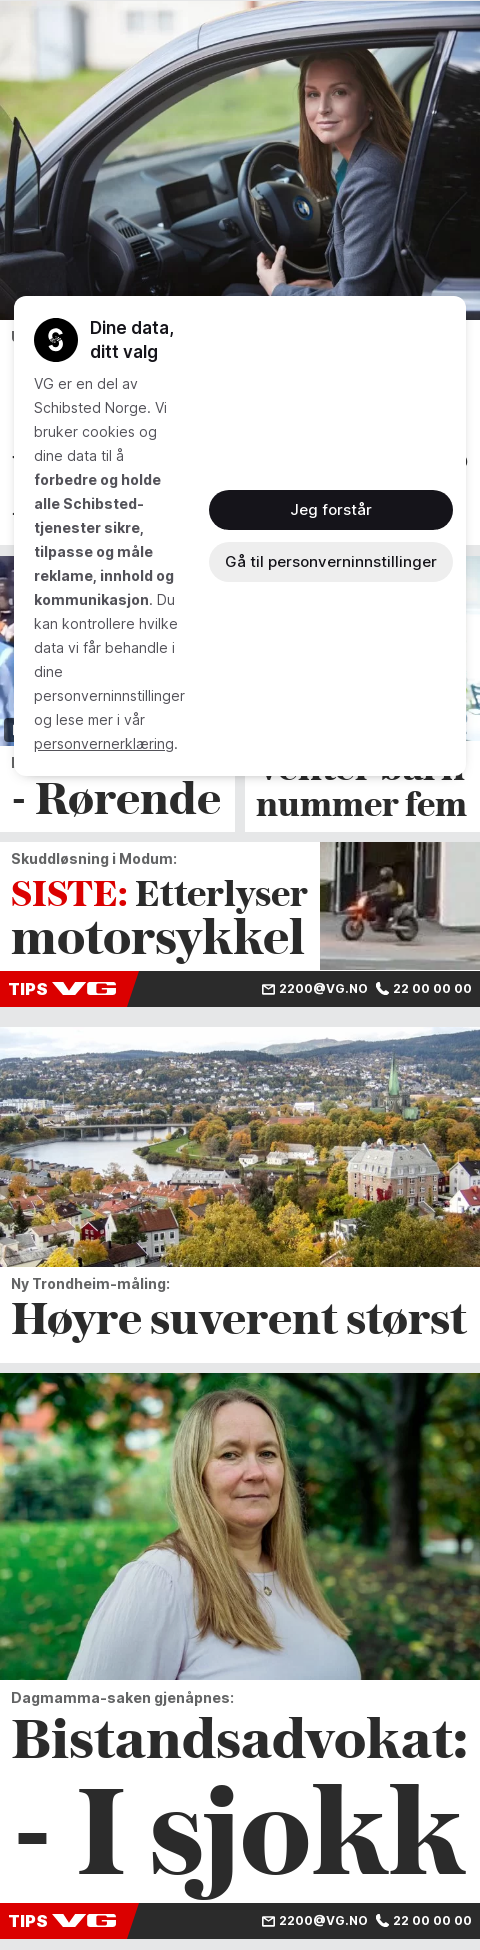 Dine data,
ditt valg
VG er en del av
Schibsted Norge. Vi
bruker cookies og
dine data til å
forbedre og holde
alle Schibsted-
tjenester sikre,
tilpasse og måle
reklame, innhold og
kommunikasjon. Du
kan kontrollere hvilke
data vi får behandle i
dine
personverninnstillinger
og lese mer i vår
personvernerklæring.
Jeg forstår
Gå til personverninnstillinger
- Rørende
venter barn
nummer fem
Skuddløsning i Modum:
SISTE: Etterlyser
motorsykkel
TIPS VG 2200@VG.NO 22 00 00 00
Ny Trondheim-måling:
Høyre suverent størst
Dagmamma-saken gjenåpnes:
Bistandsadvokat:
- I sjokk
TIPS VG 2200@VG.NO 22 00 00 00